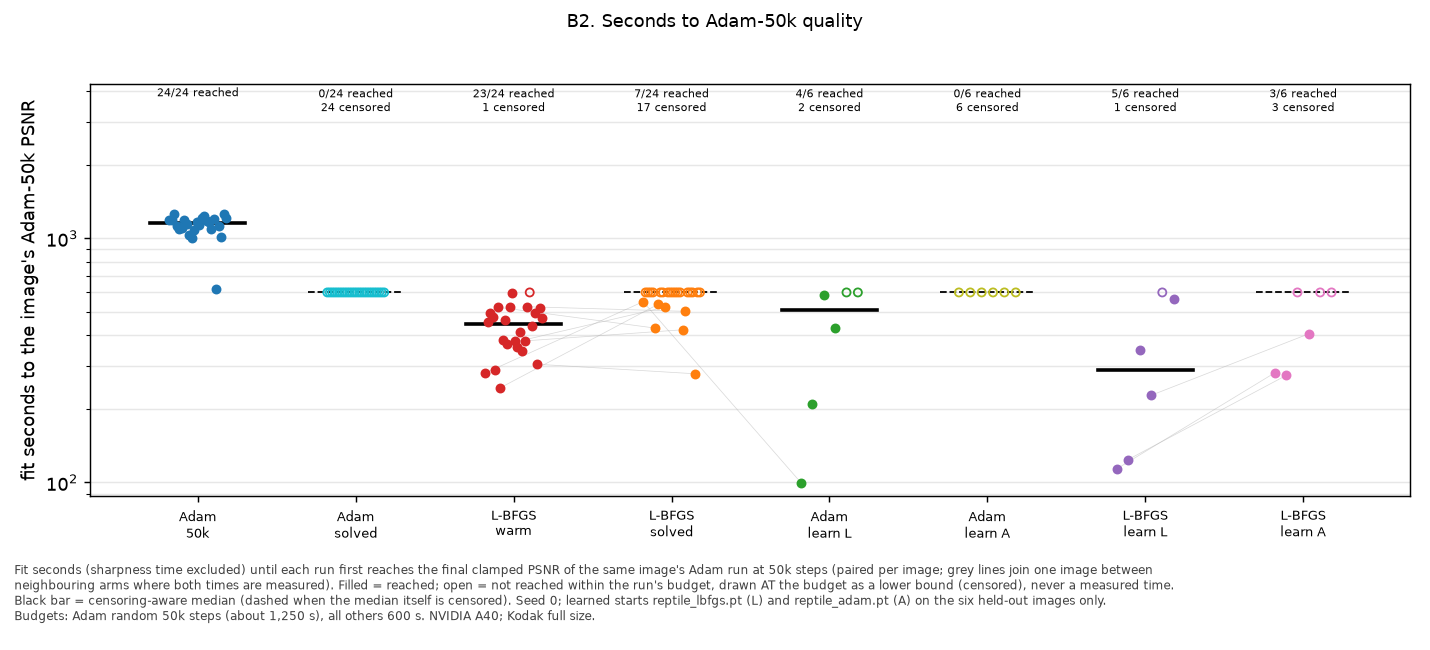 B2. Seconds to Adam-50k quality
24/24 reached
0/24 reached
24 censored
23/24 reached
1 censored
7/24 reached
17 censored
4/6 reached
2 censored
0/6 reached
6 censored
5/6 reached
1 censored
3/6 reached
3 censored
fit seconds to the image's Adam-50k PSNR
10³
10²
Adam
50k
Adam
solved
L-BFGS
warm
L-BFGS
solved
Adam
learn L
Adam
learn A
L-BFGS
learn L
L-BFGS
learn A
Fit seconds (sharpness time excluded) until each run first reaches the final clamped PSNR of the same image's Adam run at 50k steps (paired per image; grey lines join one image between
neighbouring arms where both times are measured). Filled = reached; open = not reached within the run's budget, drawn AT the budget as a lower bound (censored), never a measured time.
Black bar = censoring-aware median (dashed when the median itself is censored). Seed 0; learned starts reptile_lbfgs.pt (L) and reptile_adam.pt (A) on the six held-out images only.
Budgets: Adam random 50k steps (about 1,250 s), all others 600 s. NVIDIA A40; Kodak full size.